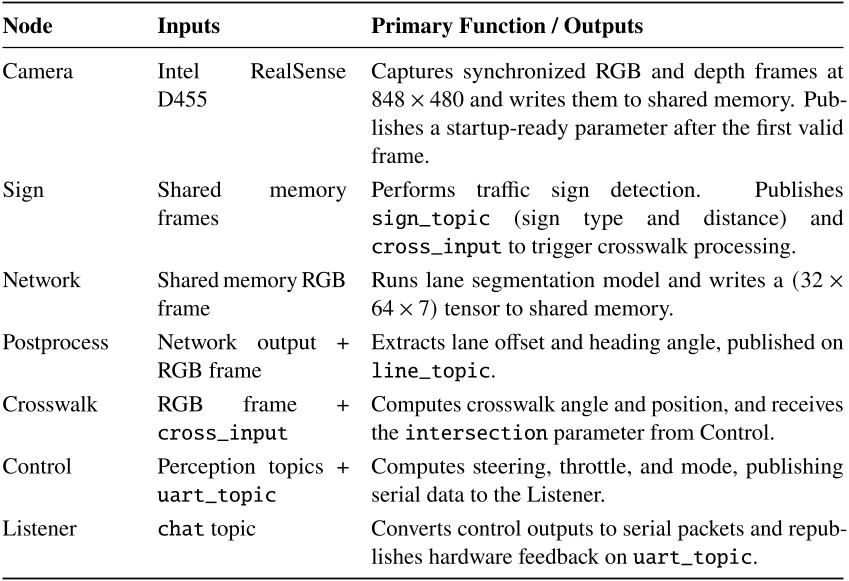 Node Inputs Primary Function / Outputs
Camera Intel RealSense Captures synchronized RGB and depth frames at
D455 848 × 480 and writes them to shared memory. Pub-
lishes a startup-ready parameter after the first valid
frame.
Sign Shared memory Performs traffic sign detection. Publishes
frames sign_topic (sign type and distance) and
cross_input to trigger crosswalk processing.
Network Shared memory RGB Runs lane segmentation model and writes a (32 ×
frame 64 × 7) tensor to shared memory.
Postprocess Network output + Extracts lane offset and heading angle, published on
RGB frame line_topic.
Crosswalk RGB frame + Computes crosswalk angle and position, and receives
cross_input the intersection parameter from Control.
Control Perception topics + Computes steering, throttle, and mode, publishing
uart_topic serial data to the Listener.
Listener chat topic Converts control outputs to serial packets and repub-
lishes hardware feedback on uart_topic.